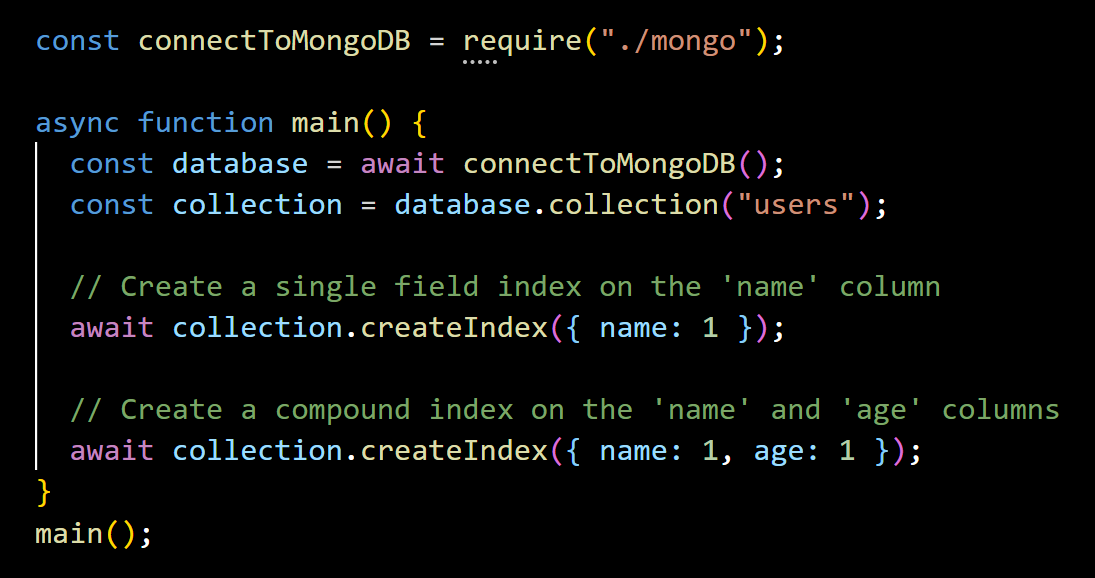 const connectToMongoDB = require("./mongo");
async function main() {
const database = await connectToMongoDB();
const collection = database.collection("users");
// Create a single field index on the 'name' column
await collection.createIndex({ name: 1 });
// Create a compound index on the 'name' and 'age' columns
await collection.createIndex({ name: 1, age: 1 });
}
main();